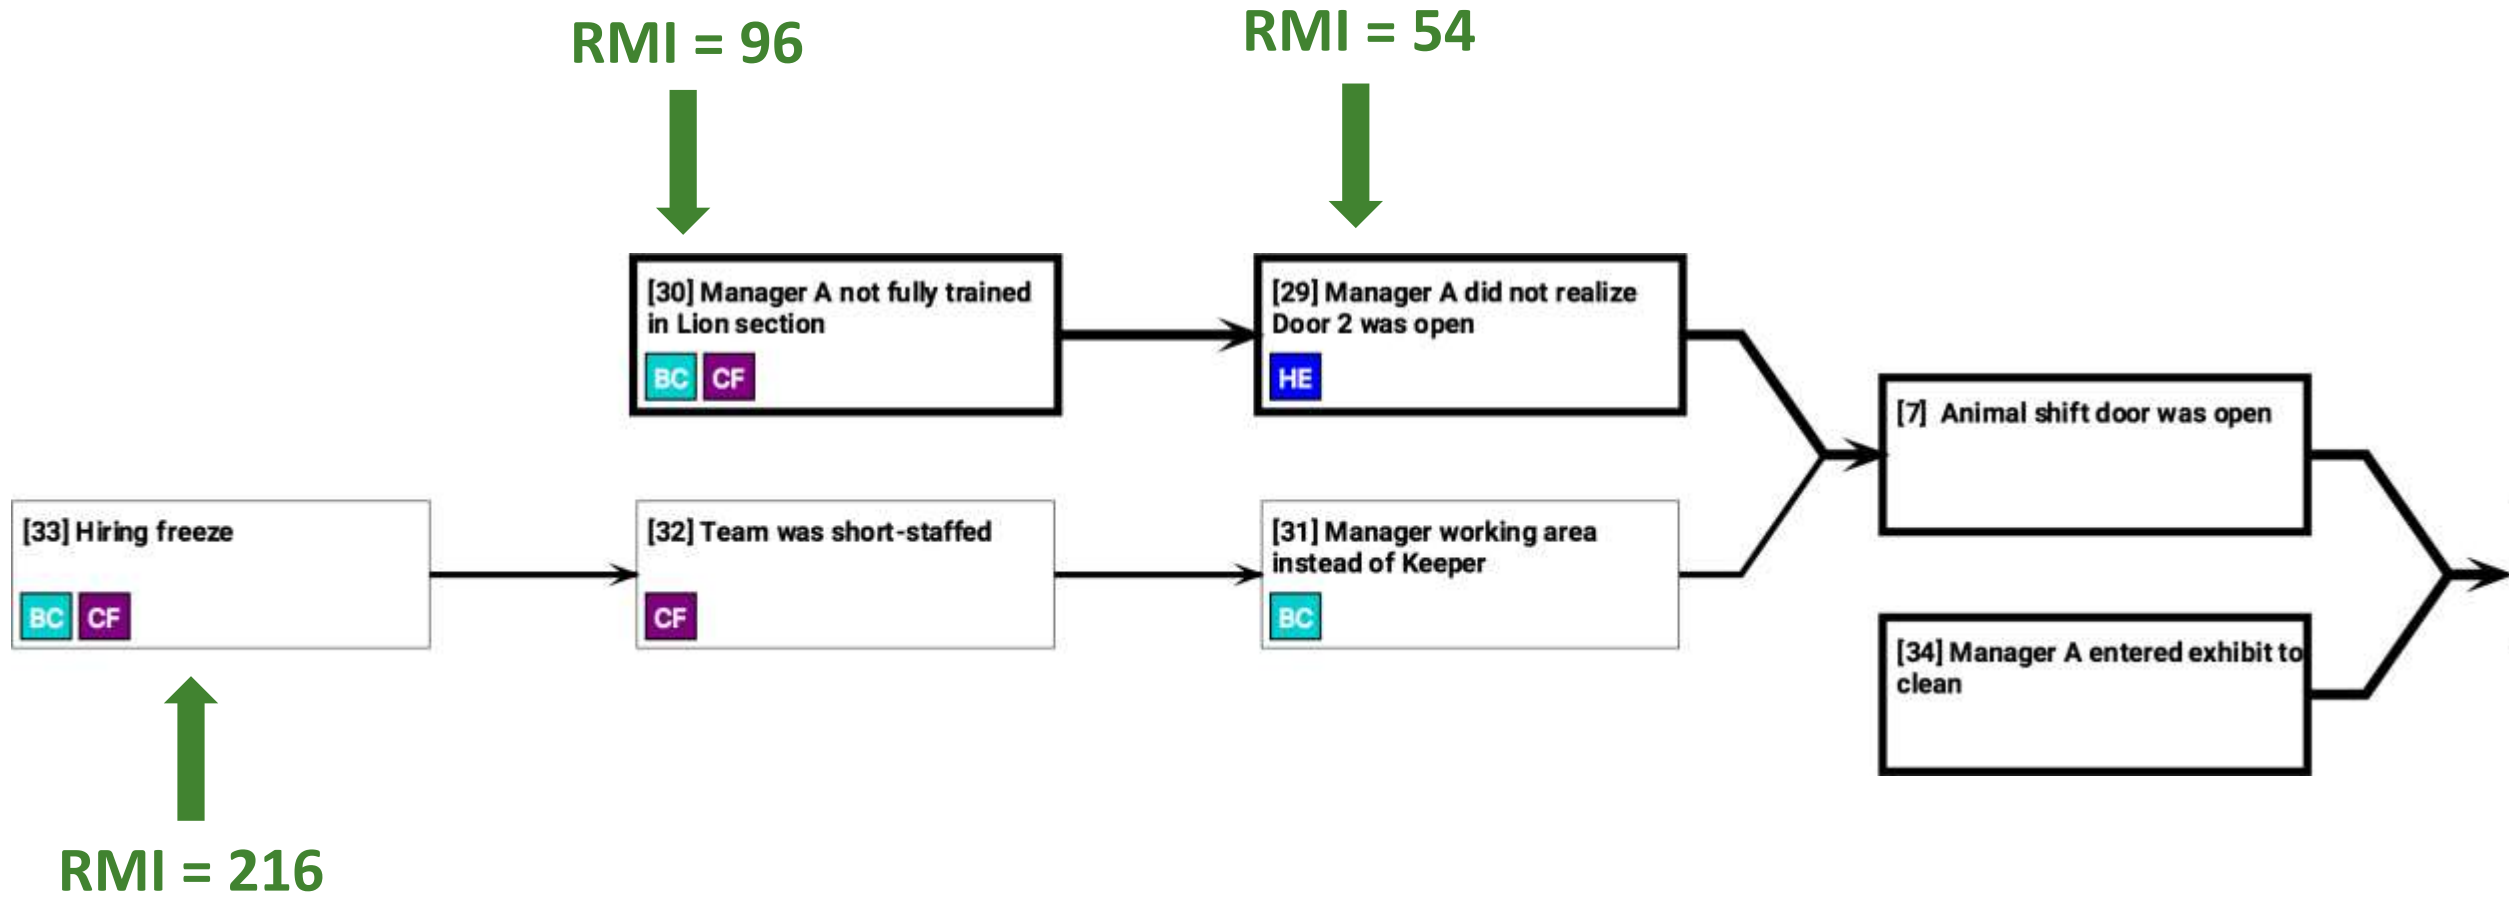 RMI = 96
RMI = 54
[30] Manager A not fully trained
in Lion section
BC CF
[29] Manager A did not realize
Door 2 was open
HE
[7] Animal shift door was open
[33] Hiring freeze
BC CF
[32] Team was short-staffed
CF
[31] Manager working area
instead of Keeper
BC
[34] Manager A entered exhibit to
clean
RMI = 216